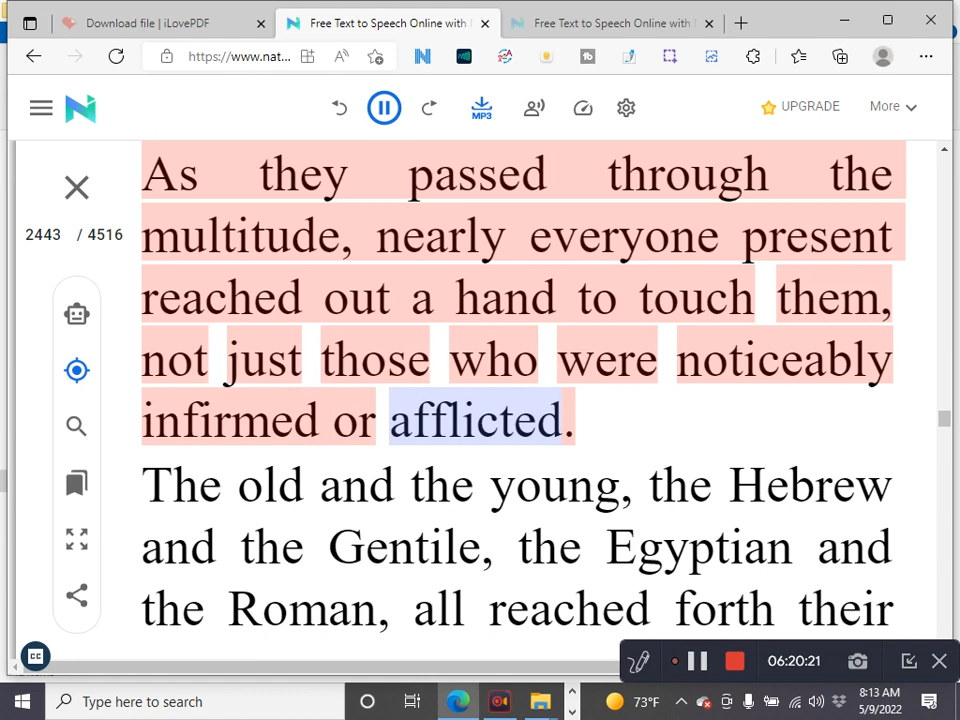 Download file | iLovePDF
Free Text to Speech Online with
Free Text to Speech Online with
https://www.nat...
UPGRADE
More
MP3
2443 / 4516
As they passed through the
multitude, nearly everyone present
reached out a hand to touch them,
not just those who were noticeably
infirmed or afflicted.
The old and the young, the Hebrew
and the Gentile, the Egyptian and
the Roman, all reached forth their
CC
06:20:21
Type here to search
73°F
8:13 AM
5/9/2022